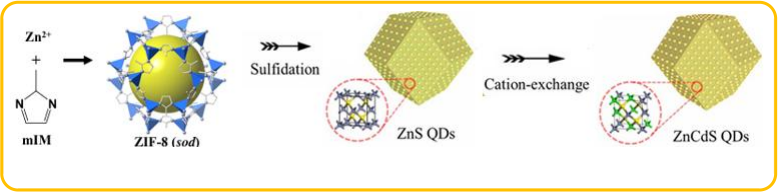 Zn2+
+
N N
mIM
ZIF-8 (sod)
Sulfidation
ZnS QDs
Cation-exchange
ZnCdS QDs